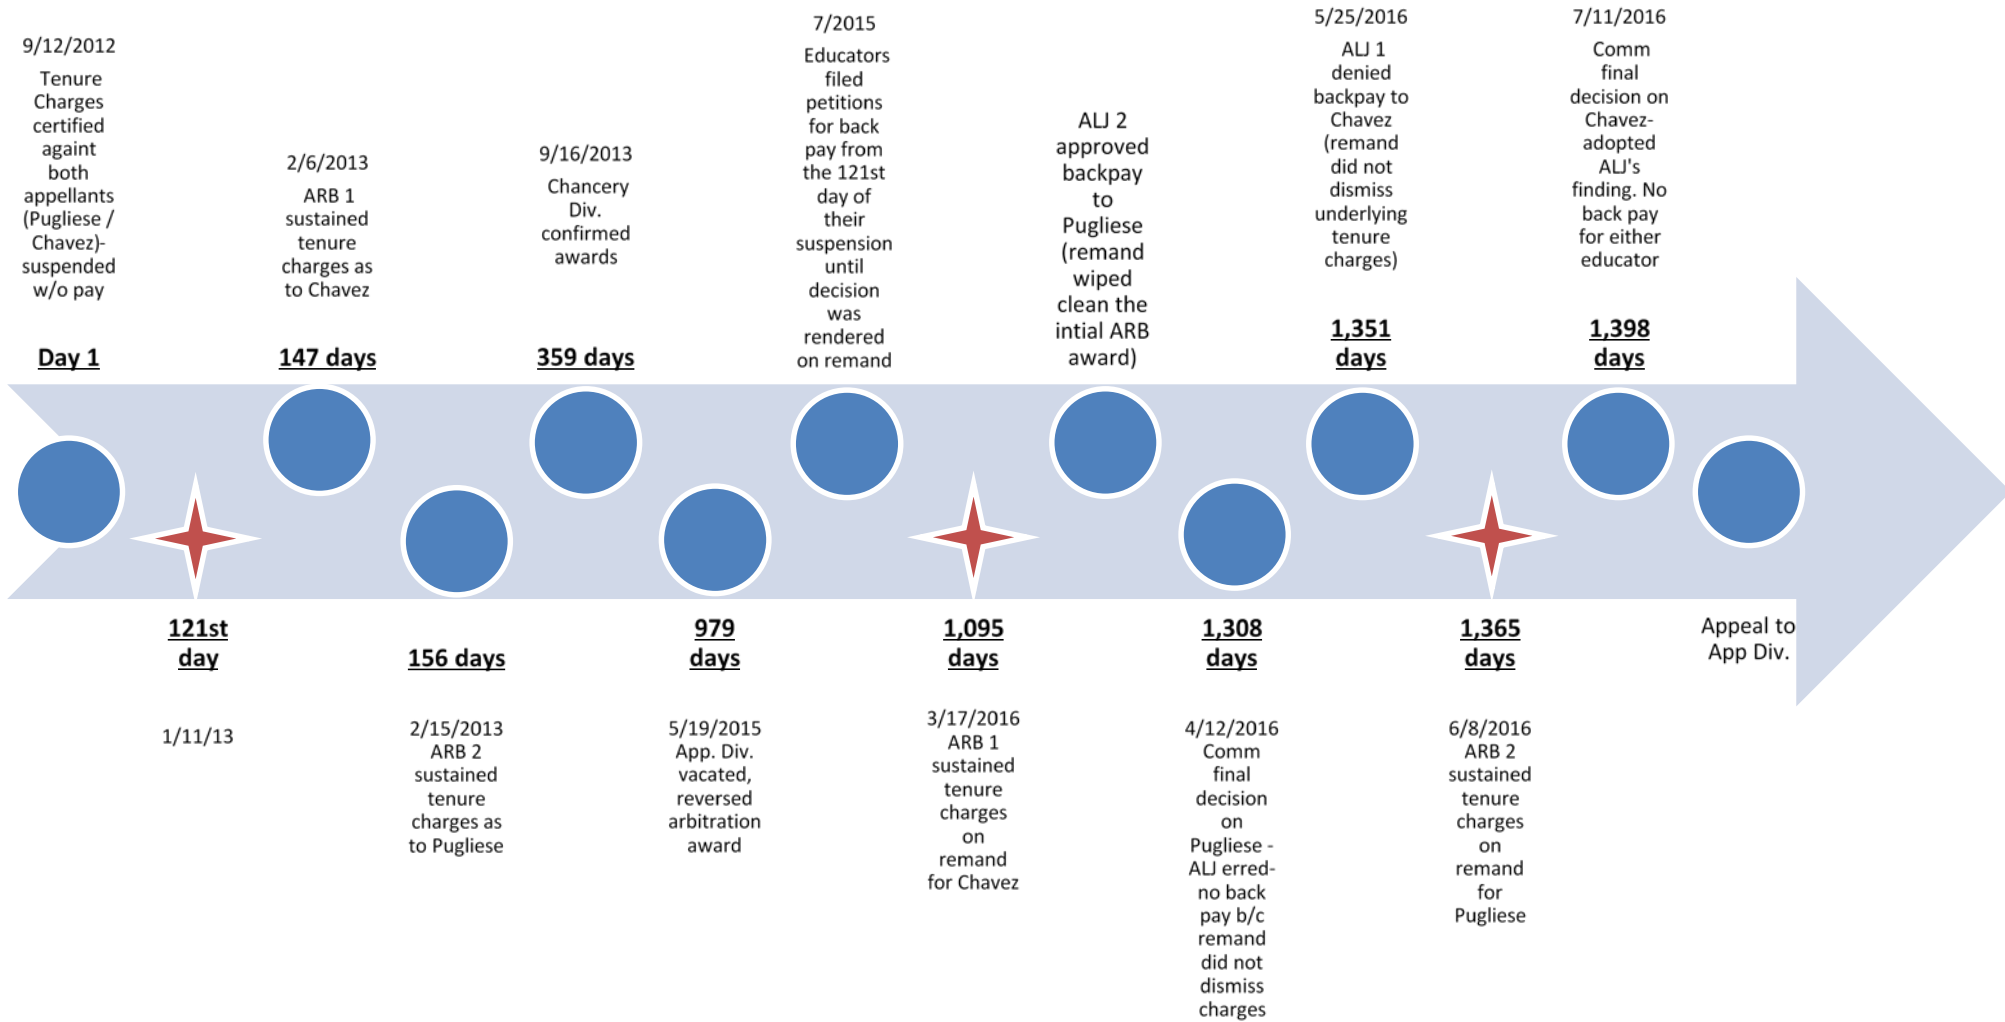 9/12/2012
Tenure
Charges
certified
againt
both
appellants
(Pugliese /
Chavez)-
suspended
w/o pay
Day 1
121st
day
1/11/13
2/6/2013
ARB 1
sustained
tenure
charges as
to Chavez
147 days
156 days
2/15/2013
ARB 2
sustained
tenure
charges as
to Pugliese
9/16/2013
Chancery
Div.
confirmed
awards
359 days
979
days
5/19/2015
App. Div.
vacated,
reversed
arbitration
award
7/2015
Educators
filed
petitions
for back
pay from
the 121st
day of
their
suspension
until
decision
was
rendered
on remand
1,095
days
3/17/2016
ARB 1
sustained
tenure
charges
on
remand
for Chavez
ALJ 2
approved
backpay
to
Pugliese
(remand
wiped
clean the
intial ARB
award)
1,308
days
4/12/2016
Comm
final
decision
on
Pugliese -
ALJ erred-
no back
pay b/c
remand
did not
dismiss
charges
5/25/2016
ALJ 1
denied
backpay to
Chavez
(remand
did not
dismiss
underlying
tenure
charges)
1,351
days
1,365
days
6/8/2016
ARB 2
sustained
tenure
charges
on
remand
for
Pugliese
7/11/2016
Comm
final
decision on
Chavez-
adopted
ALJ's
finding. No
back pay
for either
educator
1,398
days
Appeal to
App Div.